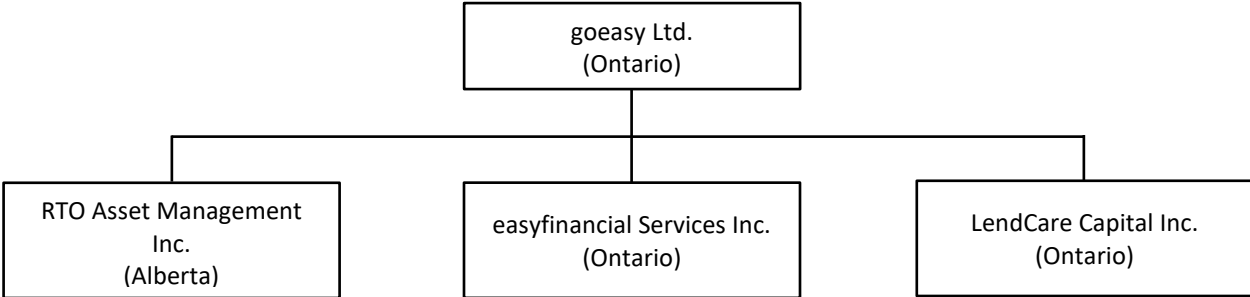 goeasy Ltd.
(Ontario)
RTO Asset Management
Inc.
(Alberta)
easyfinancial Services Inc.
(Ontario)
LendCare Capital Inc.
(Ontario)